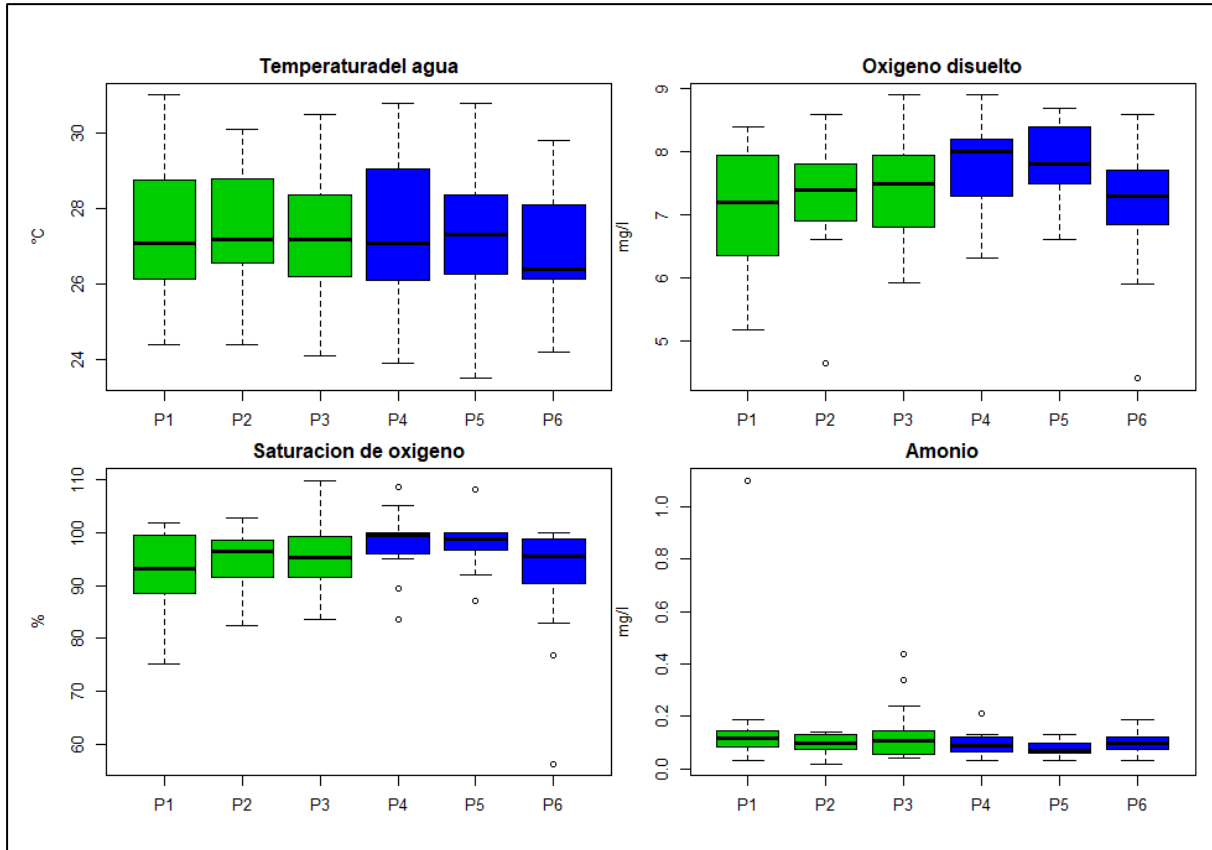 Temperaturadel agua
°C
30
28
26
24
P1 P2 P3 P4 P5 P6
Oxigeno disuelto
mg/l
9
8
7
6
5
P1 P2 P3 P4 P5 P6
Saturacion de oxigeno
%
110
100
90
80
70
60
P1 P2 P3 P4 P5 P6
Amonio
mg/l
1.0
0.8
0.6
0.4
0.2
0.0
P1 P2 P3 P4 P5 P6